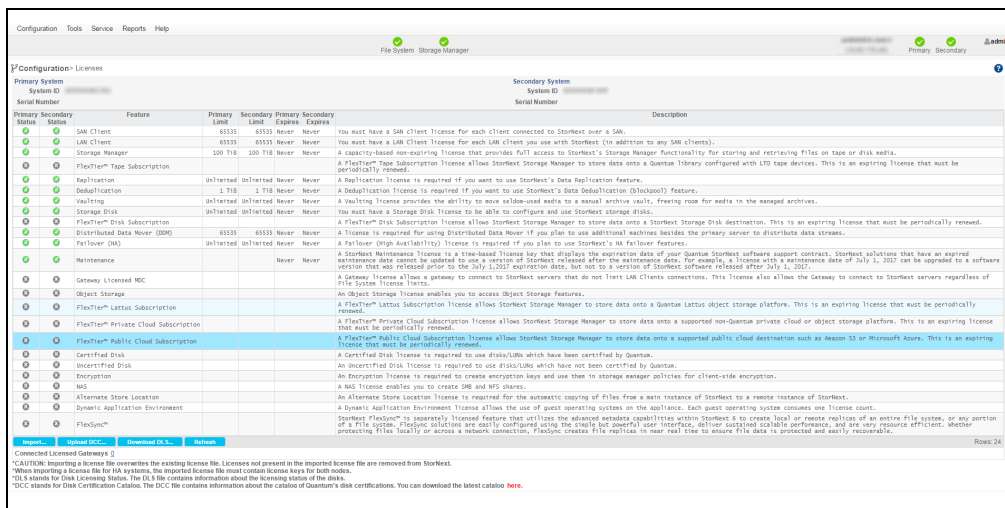 Configuration Tools Service Reports Help
File System Storage Manager
Primary Secondary
admi
Configuration> Licenses
Primary System Secondary System
System ID System ID
Serial Number Serial Number
Primary Status Secondary Status Feature Primary Limit Secondary Limit Primary Expires Secondary Expires Description
SAN Client 65535 65535 Never Never You must have a SAN client license for each client connected to StorNext over a SAN.
LAN Client 65535 65535 Never Never You must have a LAN Client license for each LAN Client you use with StorNext (in addition to any SAN clients).
Storage Manager 100 TiB 100 TiB Never Never A capacity-based non-expiring license that provides full access to StorNext's Storage Manager functionality for storing and retrieving files on tape or disk media.
FlexTier™ Tape Subscription A FlexTier™ Tape Subscription license allows StorNext Storage Manager to store data onto a Quantum library configured with LTO tape devices. This is an expiring license that must be
periodically renewed.
Replication Unlimited Unlimited Never Never A Replication license is required if you want to use StorNext's Data Replication feature.
Deduplication 1 TiB 1 TiB Never Never A Deduplication license is required if you want to use StorNext's Data Deduplication (blockpool) feature.
Vaulting Unlimited Unlimited Never Never A Vaulting license provides the ability to move seldom-used media to a manual archive vault, freeing room for media in the managed archives.
Storage Disk Unlimited Unlimited Never Never You must have a Storage Disk license to be able to configure and use StorNext storage disks.
FlexTier™ Disk Subscription A FlexTier™ Disk Subscription license allows StorNext Storage Manager to store data onto a StorNext Storage Disk destination. This is an expiring license that must be periodically renewed.
Distributed Data Mover (DDM) 65535 65535 Never Never A license is required for using Distributed Data Mover if you plan to use additional machines besides the primary server to distribute data streams.
Failover (HA) Unlimited Unlimited Never Never A Failover (High Availability) license is required if you plan to use StorNext's HA failover features.
Maintenance Never Never A StorNext Maintenance license is a time-based license key that displays the expiration date of your Quantum StorNext software support contract. StorNext solutions that have an expired
maintenance date cannot be updated to use a version of StorNext released after the maintenance date. For example, a license with a maintenance date of July 1, 2017 can be upgraded to a software
version that was released prior to the July 1,2017 expiration date, but not to a version of StorNext software released after July 1, 2017.
Gateway Licensed MDC A Gateway license allows a gateway to connect to StorNext servers that do not limit LAN Clients connections. This license also allows the Gateway to connect to StorNext servers regardless of
File System license limits.
Object Storage An Object Storage license enables you to access Object Storage features.
FlexTier™ Lattus Subscription A FlexTier™ Lattus Subscription license allows StorNext Storage Manager to store data onto a Quantum Lattus object storage platform. This is an expiring license that must be periodically
renewed.
FlexTier™ Private Cloud Subscription A FlexTier™ Private Cloud Subscription license allows StorNext Storage Manager to store data onto a supported non-Quantum private cloud or object storage platform. This is an expiring license
that must be periodically renewed.
FlexTier™ Public Cloud Subscription A FlexTier™ Public Cloud Subscription license allows StorNext Storage Manager to store data onto a supported public cloud destination such as Amazon S3 or Microsoft Azure. This is an expiring
license that must be periodically renewed.
Certified Disk A Certified Disk license is required to use disks/LUNs which have been certified by Quantum.
Uncertified Disk An Uncertified Disk license is required to use disks/LUNs which have not been certified by Quantum.
Encryption An Encryption license is required to create encryption keys and use them in storage manager policies for client-side encryption.
NAS A NAS license enables you to create SMB and NFS shares.
Alternate Store Location An Alternate Store Location license is required for the automatic copying of files from a main instance of StorNext to a remote instance of StorNext.
Dynamic Application Environment A Dynamic Application Environment license allows the use of guest operating systems on the appliance. Each guest operating system consumes one license count.
FlexSync™ StorNext FlexSync™ is separately licensed feature that utilizes the advanced metadata capabilities within StorNext 6 to create local or remote replicas of an entire file system, or any portion
of a file system. FlexSync solutions are easily configured using the simple but powerful user interface, deliver sustained scalable performance, and are very resource efficient. Whether
protecting files locally or across a network connection, FlexSync creates file replicas in near real time to ensure file data is protected and easily recoverable.
Import... Upload DCC... Download DLS... Refresh Rows: 24
Connected Licensed Gateways 0
*CAUTION: Importing a license file overwrites the existing license file. Licenses not present in the imported license file are removed from StorNext.
*When importing a license file for HA systems, the imported license file must contain license keys for both nodes.
*DLS stands for Disk Licensing Status. The DLS file contains information about the licensing status of the disks.
*DCC stands for Disk Certification Catalog. The DCC file contains information about the catalog of Quantum's disk certifications. You can download the latest catalog here.